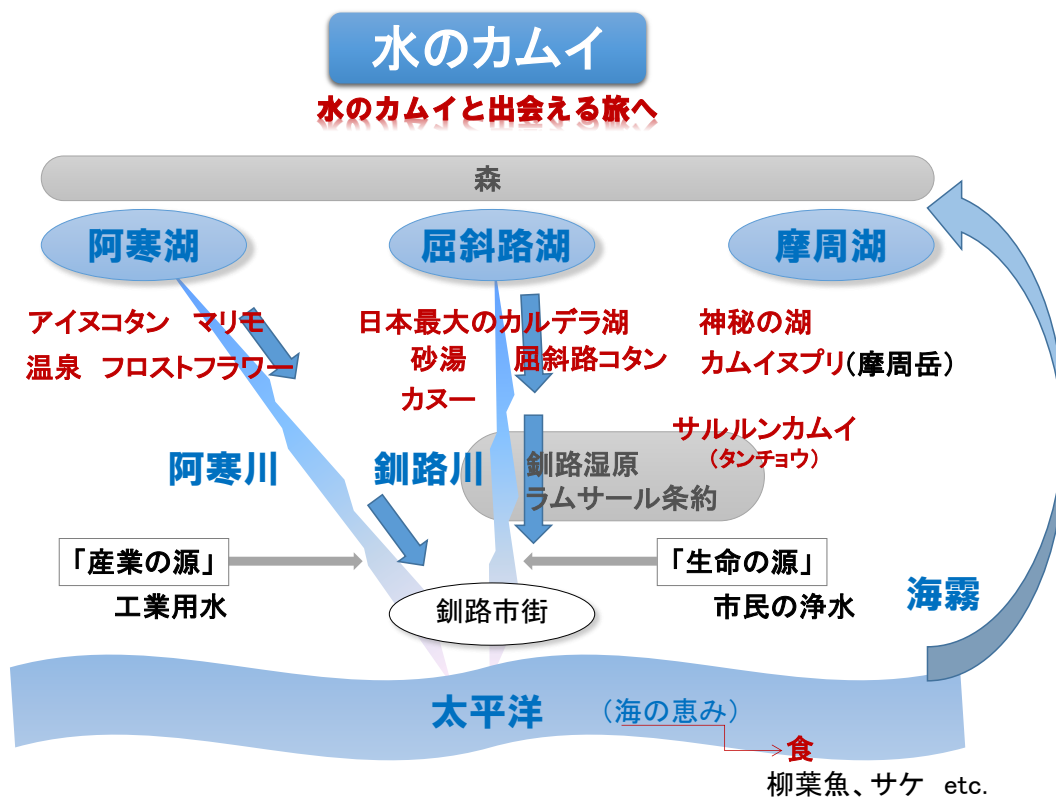 水のカムイ
水のカムイと出会える旅へ
森
阿寒湖
屈斜路湖
摩周湖
アイヌコタン　マリモ
温泉　フロストフラワー
日本最大のカルデラ湖
砂湯　屈斜路コタン
カヌー
神秘の湖
カムイヌプリ(摩周岳)
サルルンカムイ
(タンチョウ)
阿寒川
釧路川
釧路湿原
ラムサール条約
「産業の源」
工業用水
「生命の源」
市民の浄水
釧路市街
海霧
太平洋
(海の恵み)
食
柳葉魚、サケ etc.